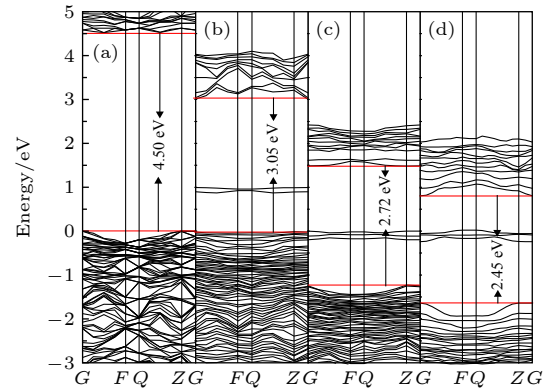 5
4
3
2
1
0
−1
−2
−3
Energy/eV
(a)
(b)
(c)
(d)
4.50 eV
3.05 eV
2.72 eV
2.45 eV
G F Q Z G F Q Z G F Q Z G F Q Z G